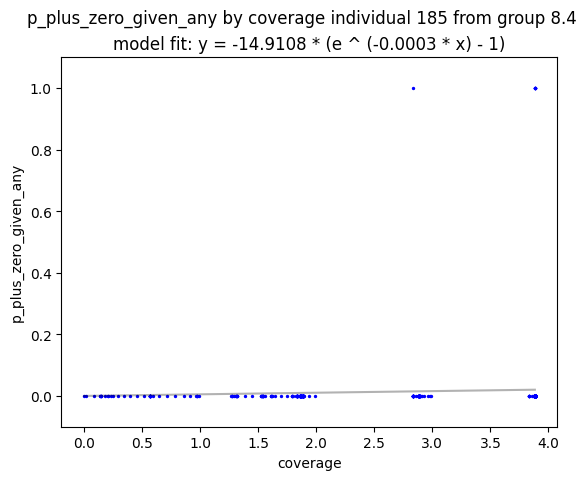 p_plus_zero_given_any by coverage individual 185 from group 8.4
model fit: y = -14.9108 * (e ^ (-0.0003 * x) - 1)
1.0
0.8
0.6
0.4
0.2
0.0
p_plus_zero_given_any
0.0 0.5 1.0 1.5 2.0 2.5 3.0 3.5 4.0
coverage